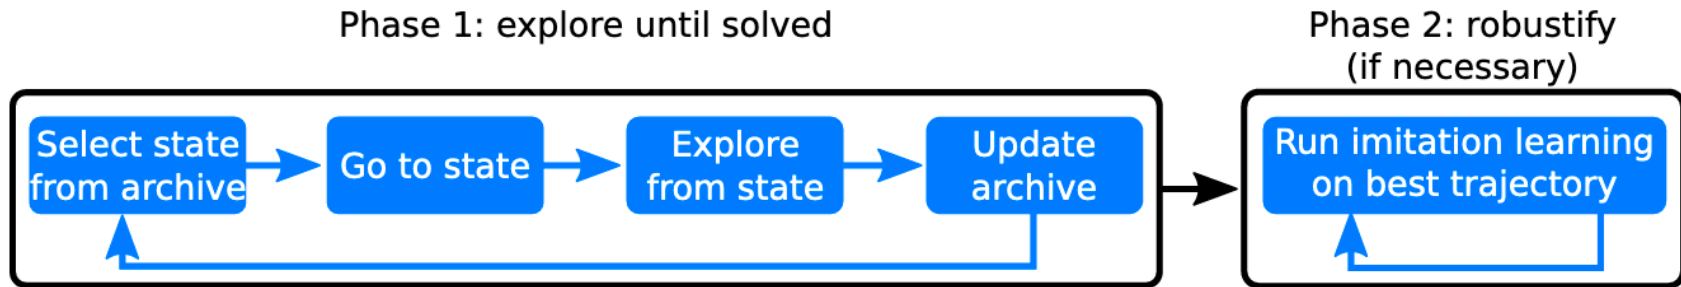 Phase 1: explore until solved
Phase 2: robustify
(if necessary)
Select state
from archive
Go to state
Explore
from state
Update
archive
Run imitation learning
on best trajectory